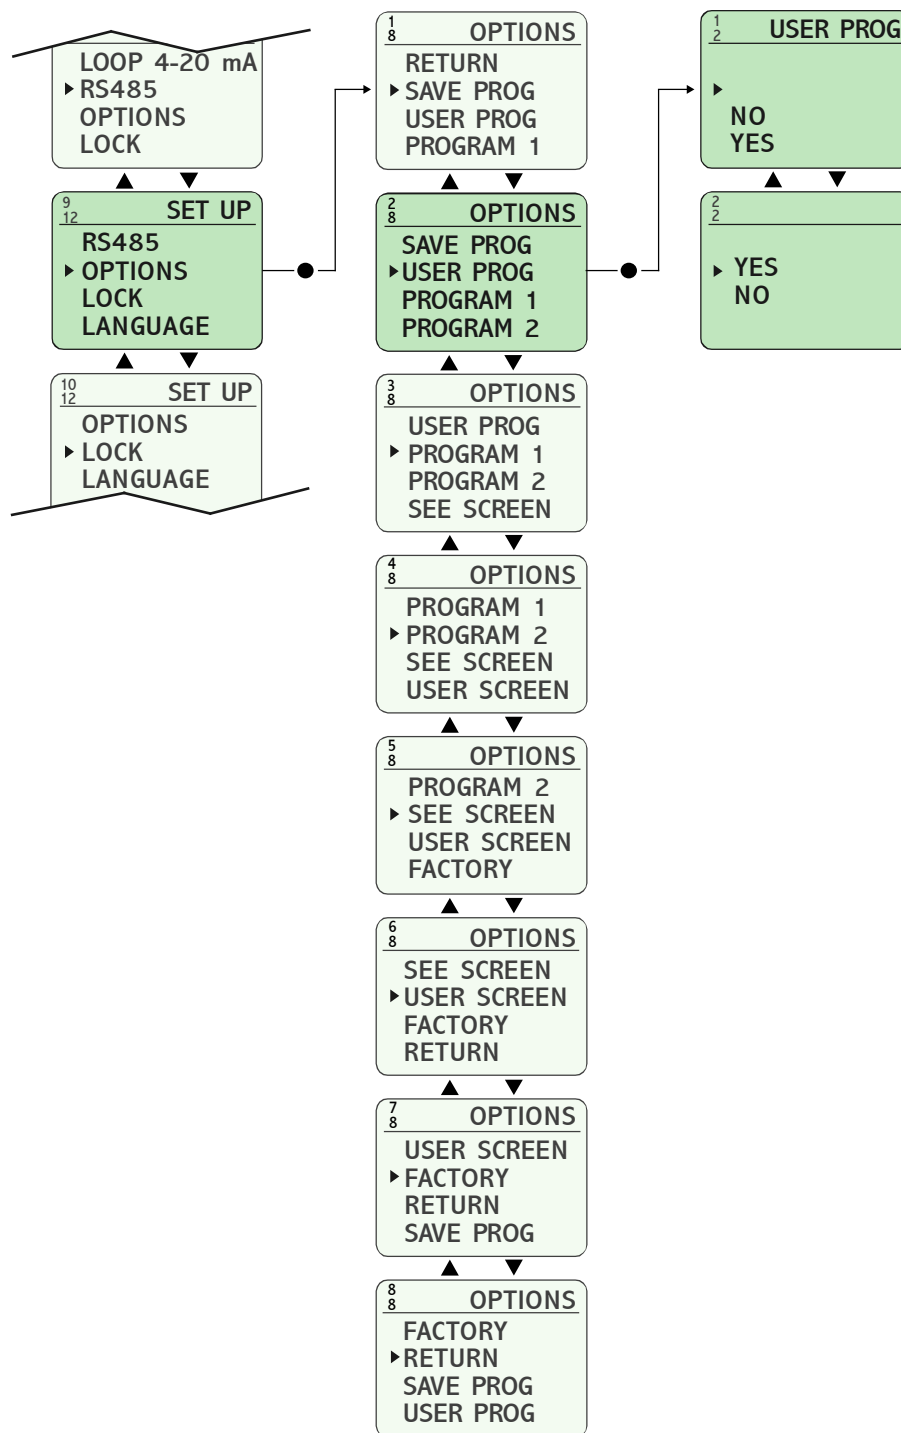 LOOP 4-20 mA
RS485
OPTIONS
LOCK
9
12
SET UP
RS485
OPTIONS
LOCK
LANGUAGE
10
12
SET UP
OPTIONS
LOCK
LANGUAGE
1
8
OPTIONS
RETURN
SAVE PROG
USER PROG
PROGRAM 1
2
8
OPTIONS
SAVE PROG
USER PROG
PROGRAM 1
PROGRAM 2
3
8
OPTIONS
USER PROG
PROGRAM 1
PROGRAM 2
SEE SCREEN
4
8
OPTIONS
PROGRAM 1
PROGRAM 2
SEE SCREEN
USER SCREEN
5
8
OPTIONS
PROGRAM 2
SEE SCREEN
USER SCREEN
FACTORY
6
8
OPTIONS
SEE SCREEN
USER SCREEN
FACTORY
RETURN
7
8
OPTIONS
USER SCREEN
FACTORY
RETURN
SAVE PROG
8
8
OPTIONS
FACTORY
RETURN
SAVE PROG
USER PROG
1
2
USER PROG
NO
YES
2
2
YES
NO